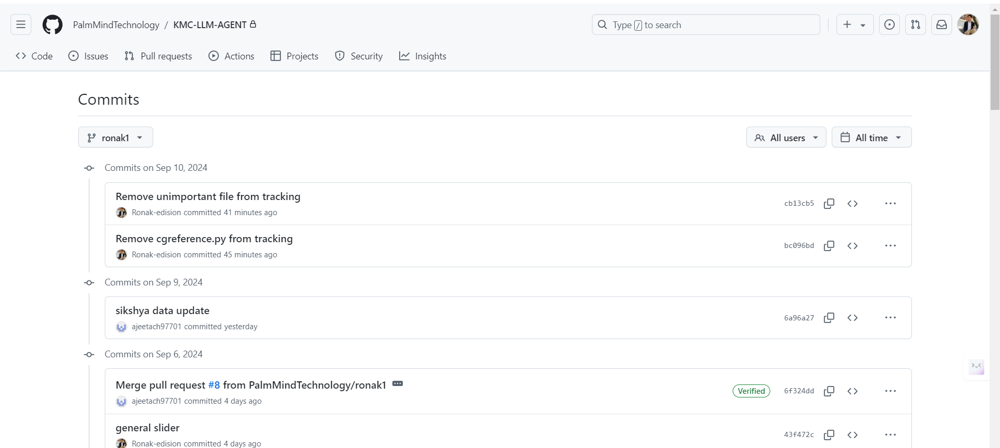 PalmMindTechnology / KMC-LLM-AGENT
Type / to search
Code Issues Pull requests Actions Projects Security Insights
Commits
ronak1 All users All time
Commits on Sep 10, 2024
Remove unimportant file from tracking
Ronak-edision committed 41 minutes ago
cb13cb5
Remove cgreference.py from tracking
Ronak-edision committed 45 minutes ago
bc096bd
Commits on Sep 9, 2024
sikshya data update
ajeetach97701 committed yesterday
6a96a27
Commits on Sep 6, 2024
Merge pull request #8 from PalmMindTechnology/ronak1
ajeetach97701 committed 4 days ago
Verified 6f324dd
general slider
Ronak-edision committed 4 days ago
43f472c